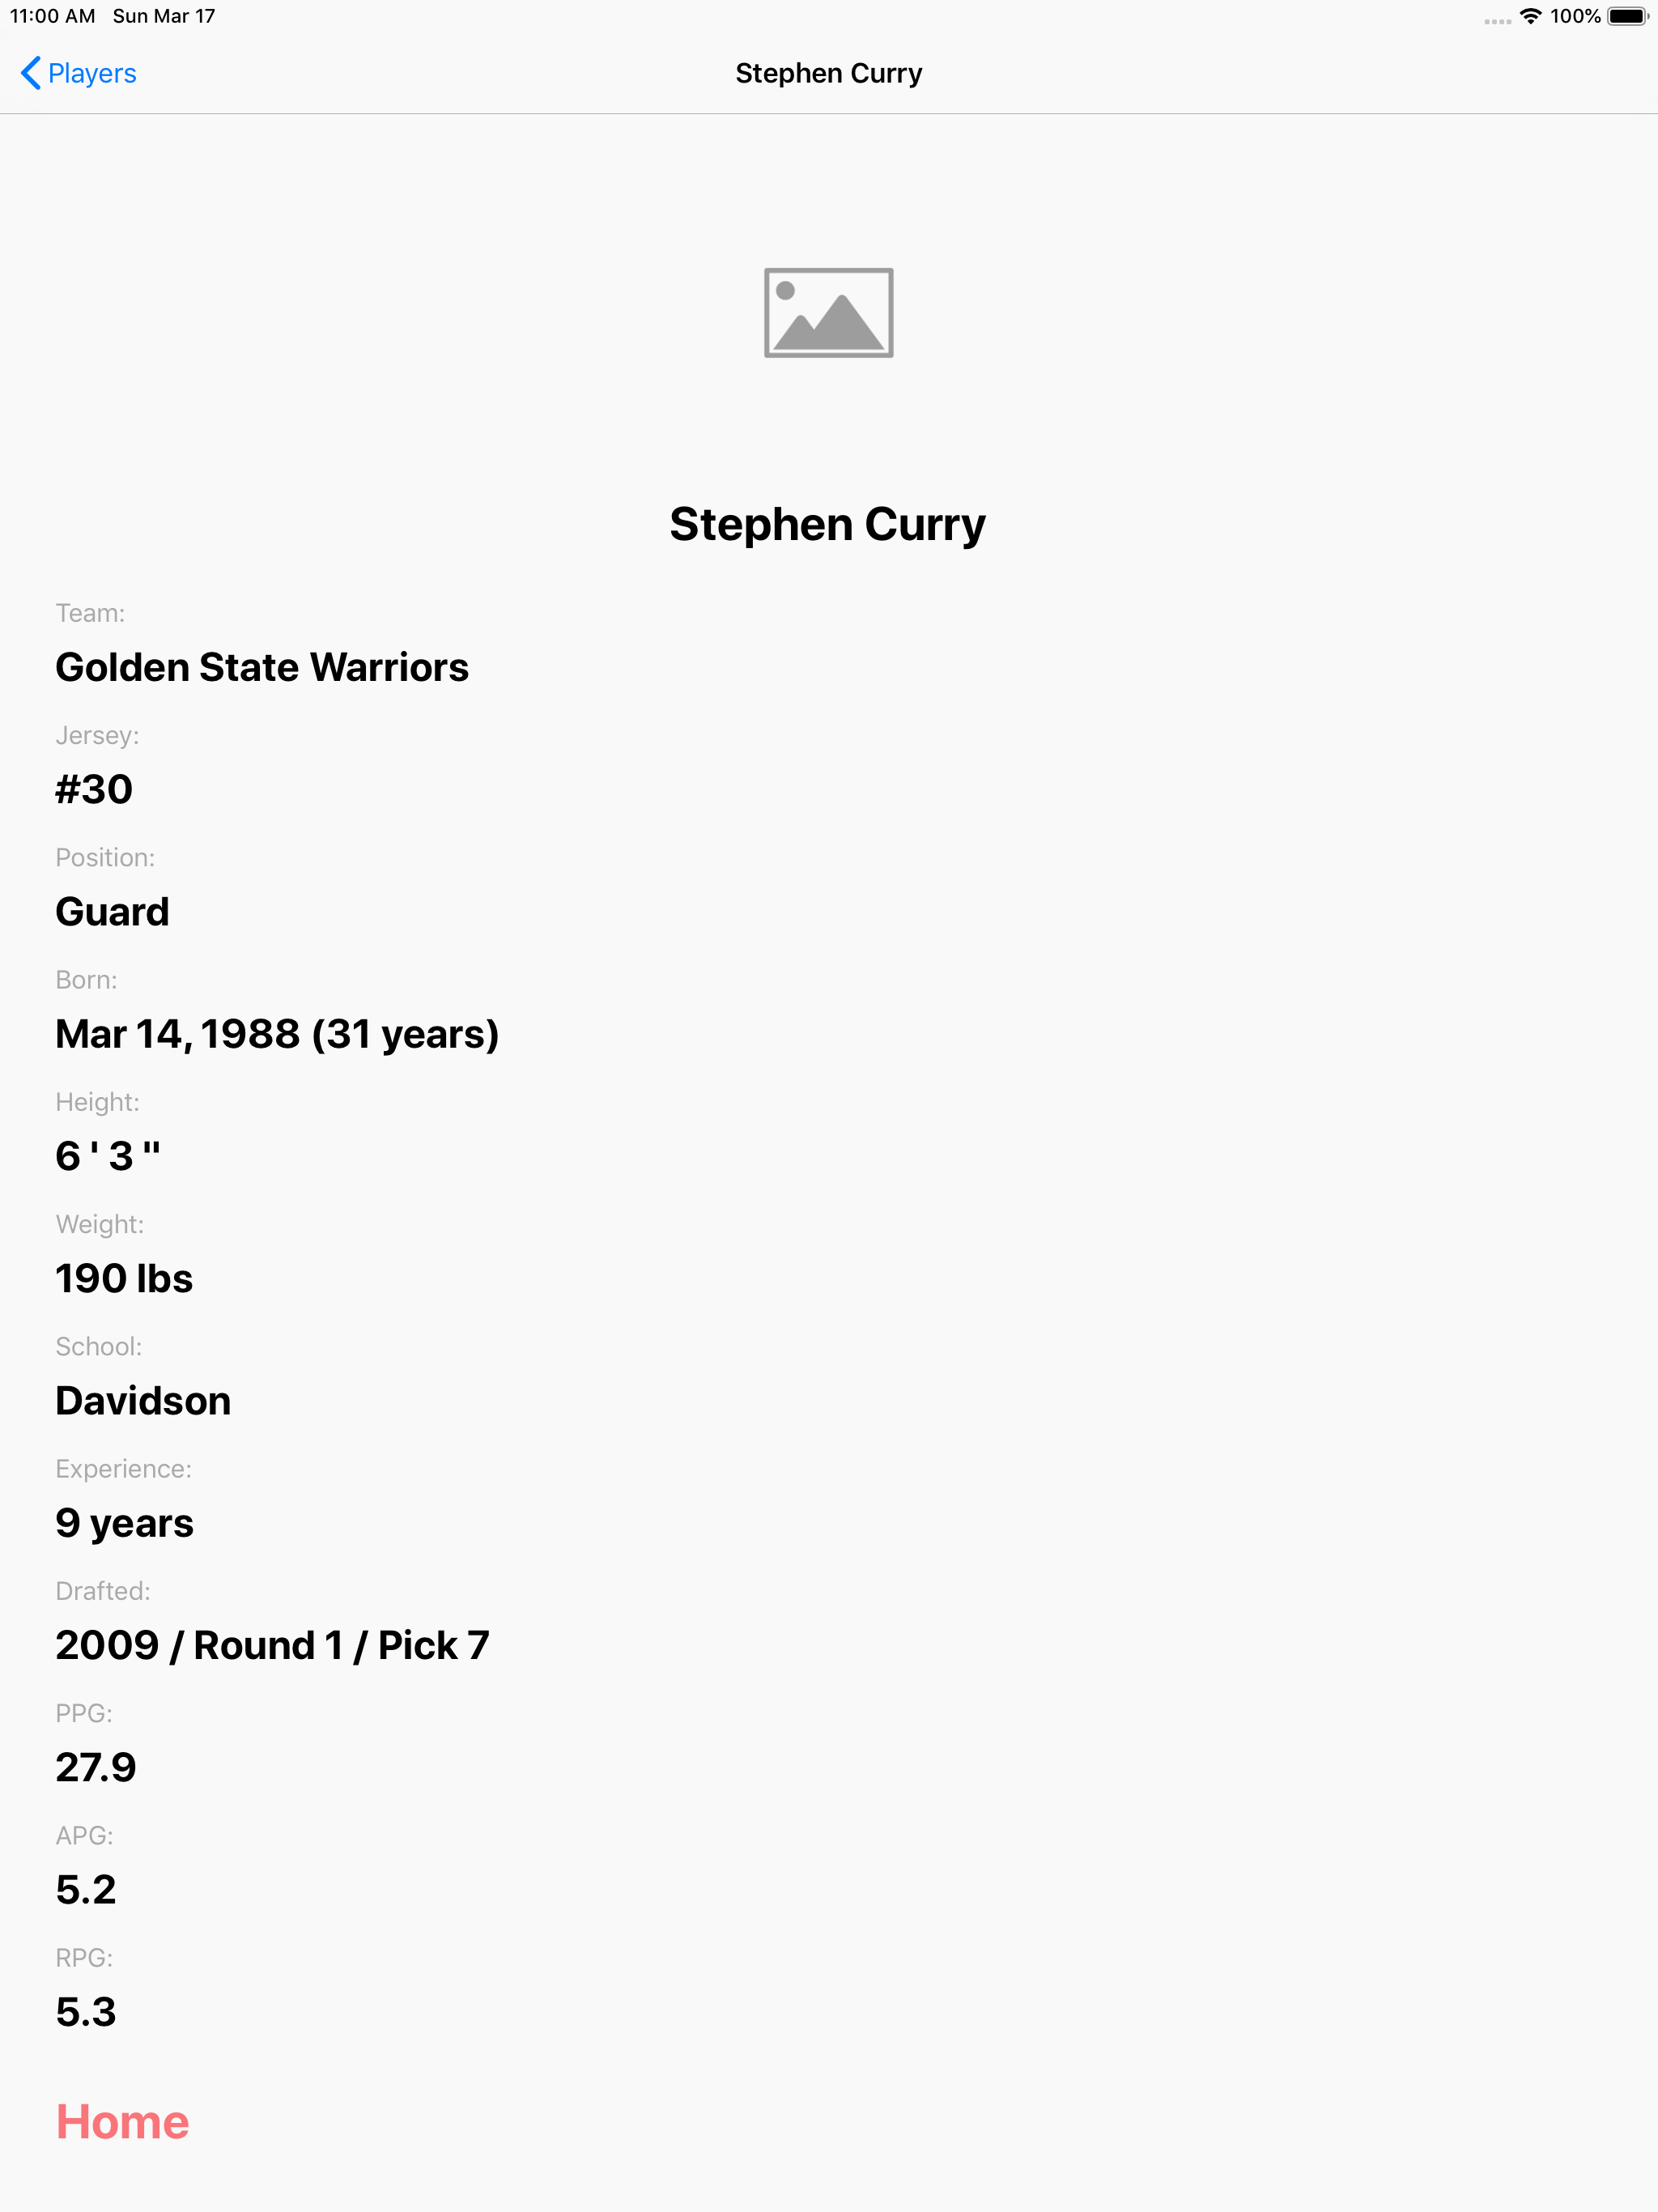 11:00 AM Sun Mar 17 100%
Players Stephen Curry
Stephen Curry
Team:
Golden State Warriors
Jersey:
#30
Position:
Guard
Born:
Mar 14, 1988 (31 years)
Height:
6 ' 3 "
Weight:
190 lbs
School:
Davidson
Experience:
9 years
Drafted:
2009 / Round 1 / Pick 7
PPG:
27.9
APG:
5.2
RPG:
5.3
Home